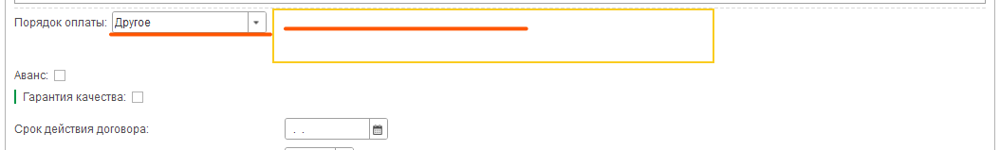 Порядок оплаты: Другое
Аванс:
Гарантия качества:
Срок действия договора: . .